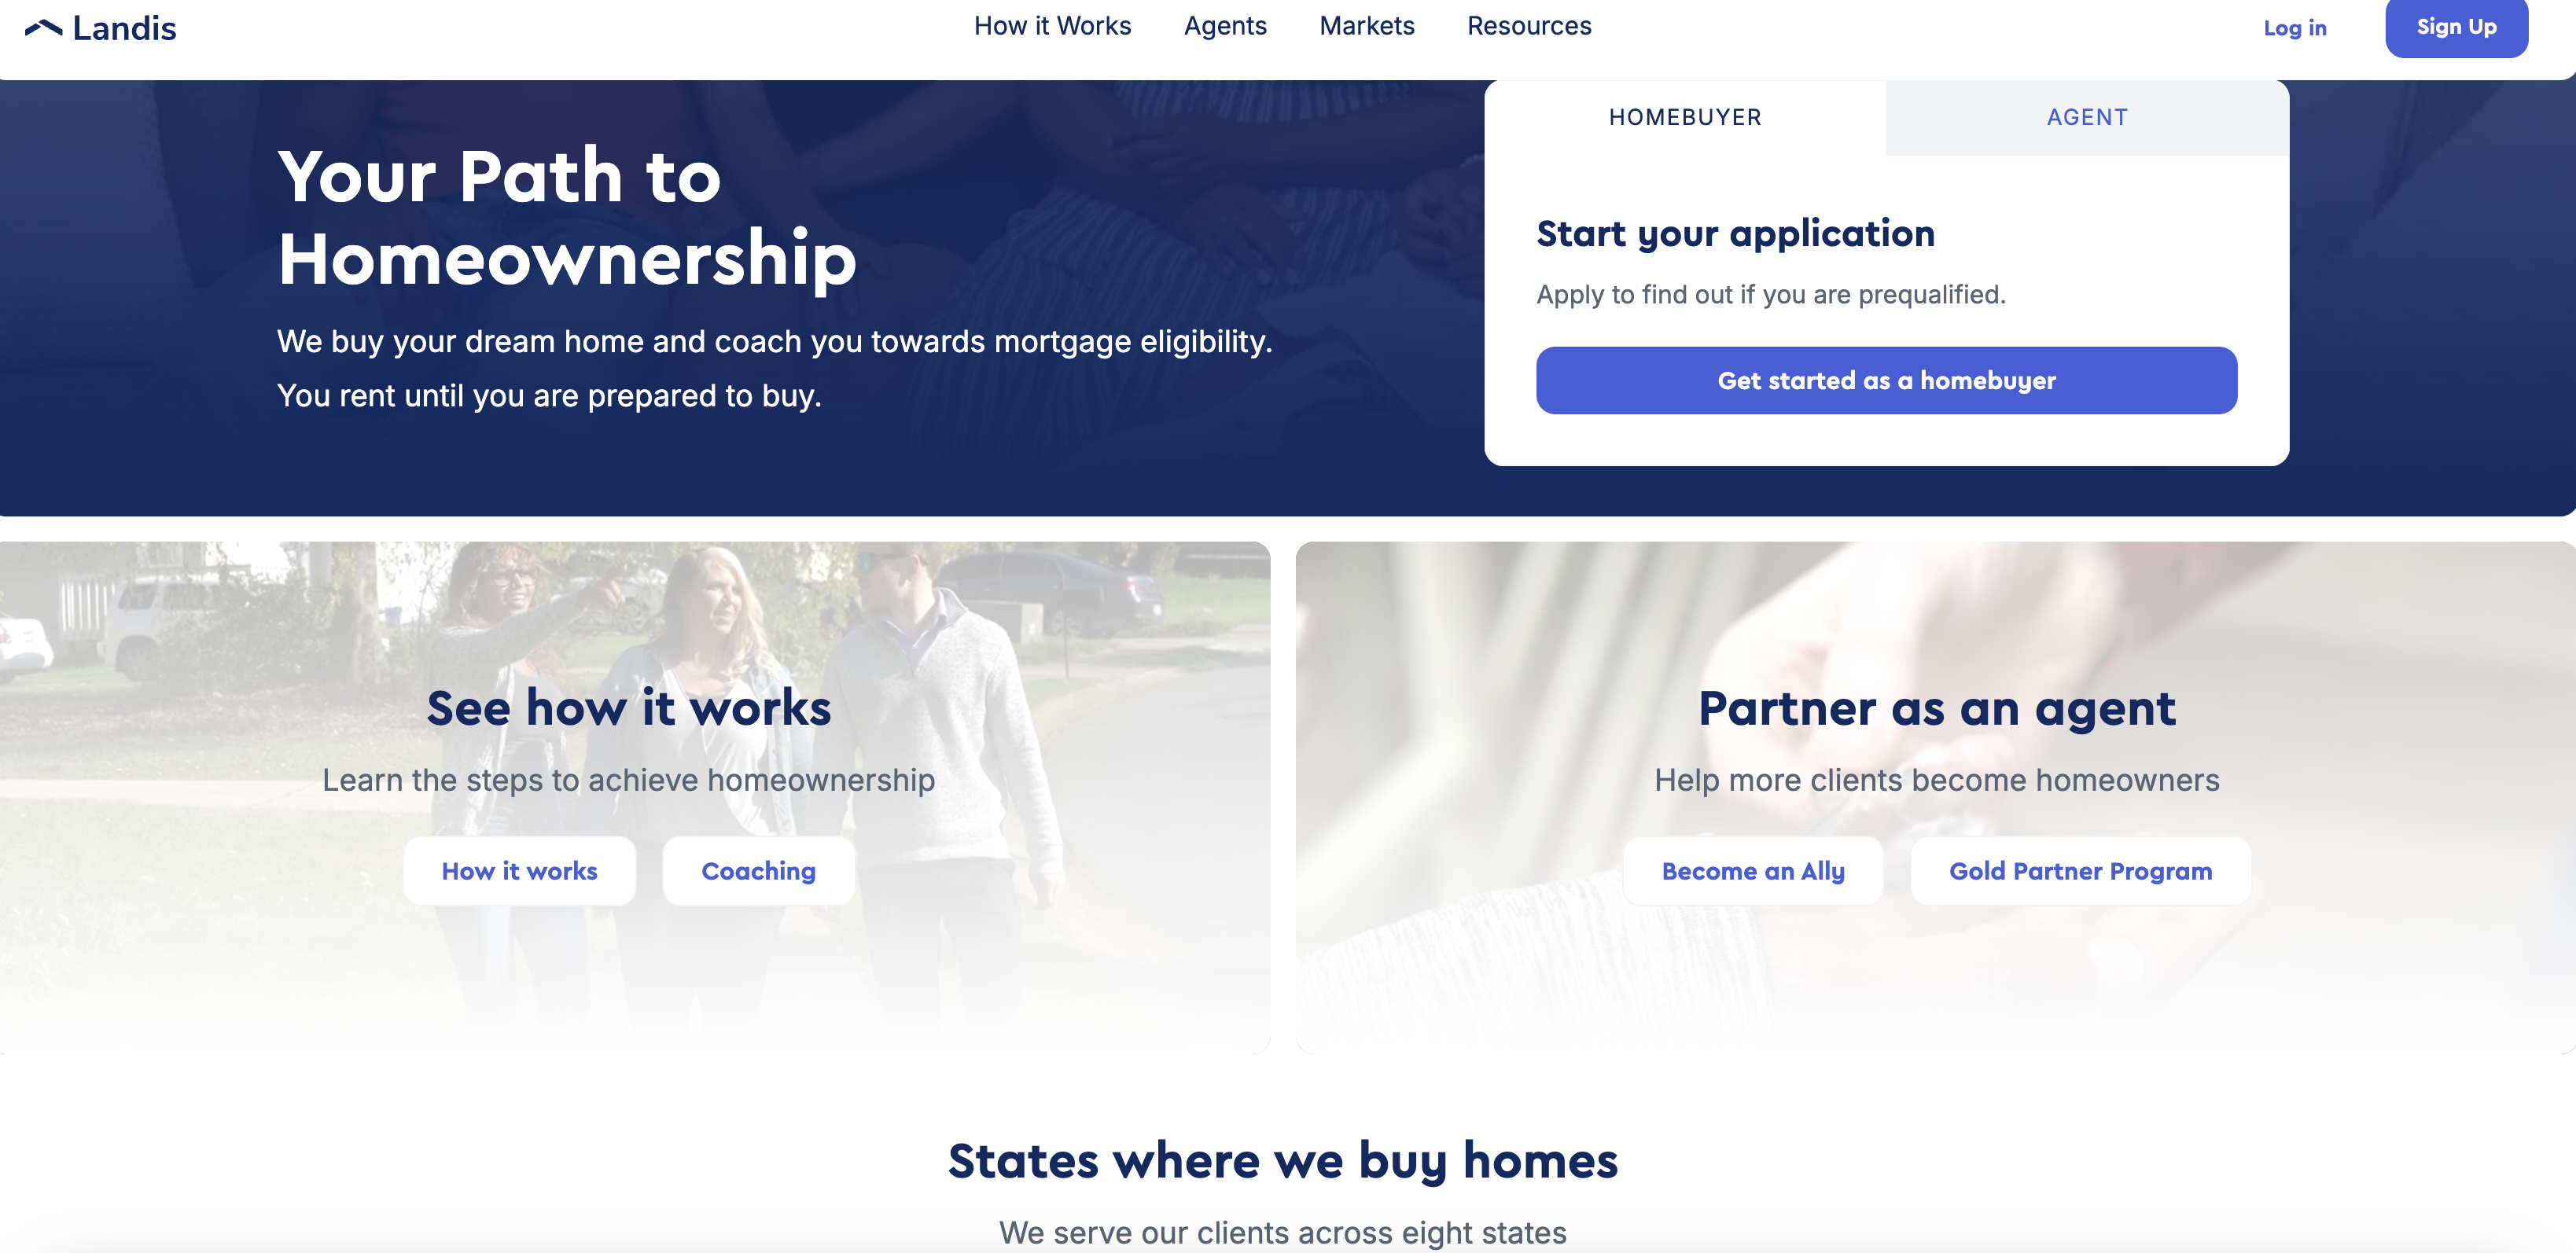 Landis
How it Works
Agents
Markets
Resources
Log in
Sign Up
Your Path to
Homeownership
We buy your dream home and coach you towards mortgage eligibility.
You rent until you are prepared to buy.
HOMEBUYER
AGENT
Start your application
Apply to find out if you are prequalified.
Get started as a homebuyer
See how it works
Learn the steps to achieve homeownership
How it works
Coaching
Partner as an agent
Help more clients become homeowners
Become an Ally
Gold Partner Program
States where we buy homes
We serve our clients across eight states